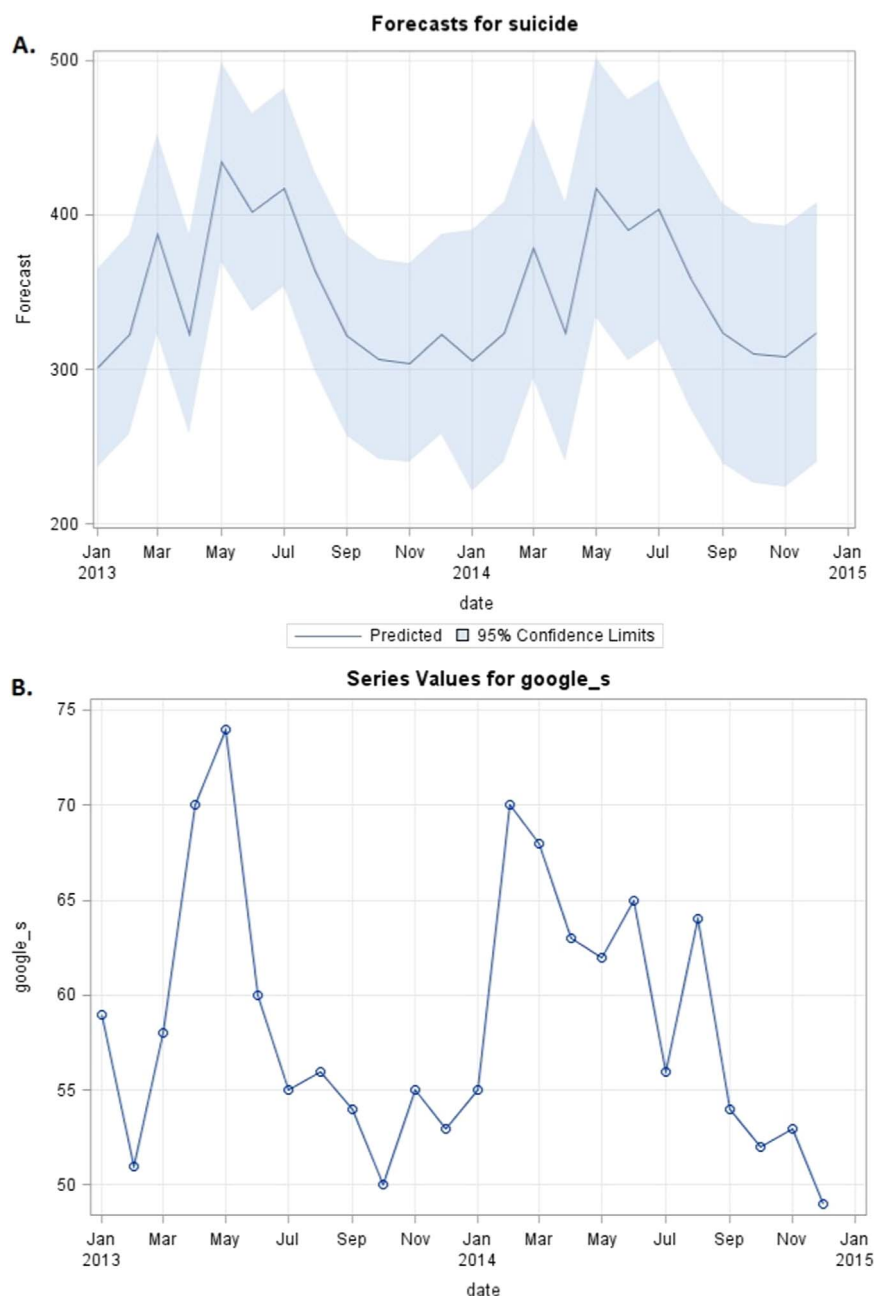 A.
Forecasts for suicide
500
400
300
200
Forecast
Jan Mar May Jul Sep Nov Jan Mar May Jul Sep Nov Jan
2013 2014 2015
date
Predicted 95% Confidence Limits
B.
Series Values for google_s
75
70
65
60
55
50
google_s
Jan Mar May Jul Sep Nov Jan Mar May Jul Sep Nov Jan
2013 2014 2015
date